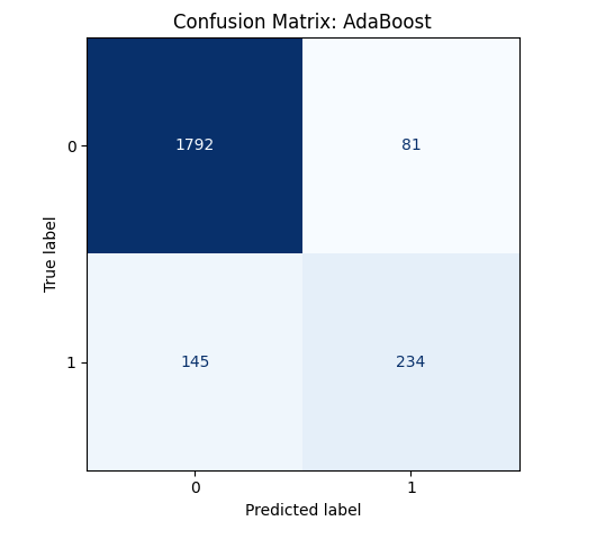 Confusion Matrix: AdaBoost
0
1792
81
True label
1
145
234
0
1
Predicted label